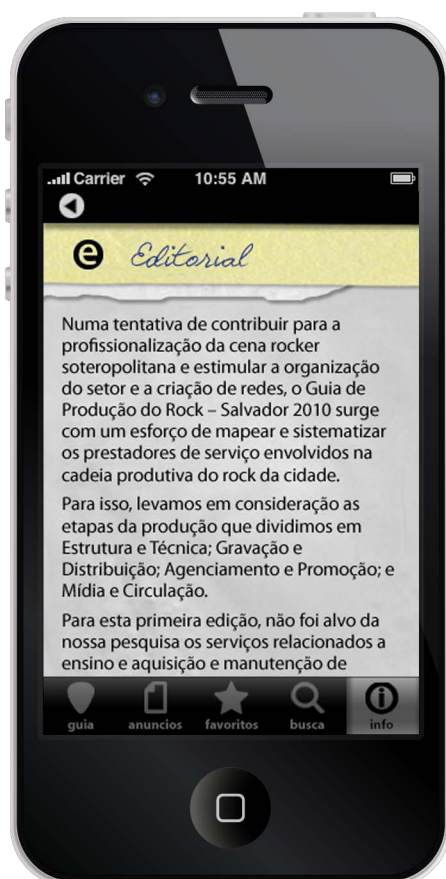 Carrier 10:55 AM
e Editorial
Numa tentativa de contribuir para a
profissionalização da cena rocker
soteropolitana e estimular a organização
do setor e a criação de redes, o Guia de
Produção do Rock – Salvador 2010 surge
com um esforço de mapear e sistematizar
os prestadores de serviço envolvidos na
cadeia produtiva do rock da cidade.
Para isso, levamos em consideração as
etapas da produção que dividimos em
Estrutura e Técnica; Gravação e
Distribuição; Agenciamento e Promoção; e
Mídia e Circulação.
Para esta primeira edição, não foi alvo da
nossa pesquisa os serviços relacionados a
ensino e aquisição e manutenção de
guia anuncios favoritos busca info